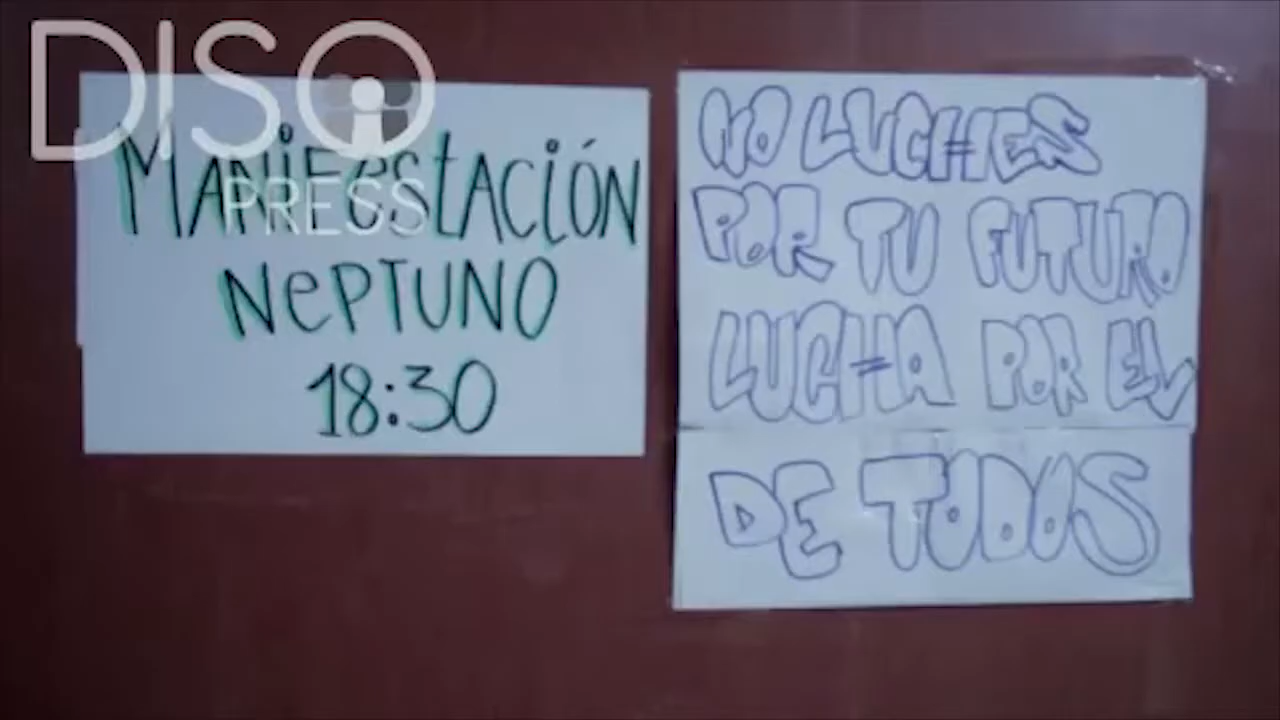 DISO
PRESS
MANiFestACiÓN
NePTUNO
18:30
NO LUCHES
POR TU FUTURO
LUCHA POR EL
DE TODOS